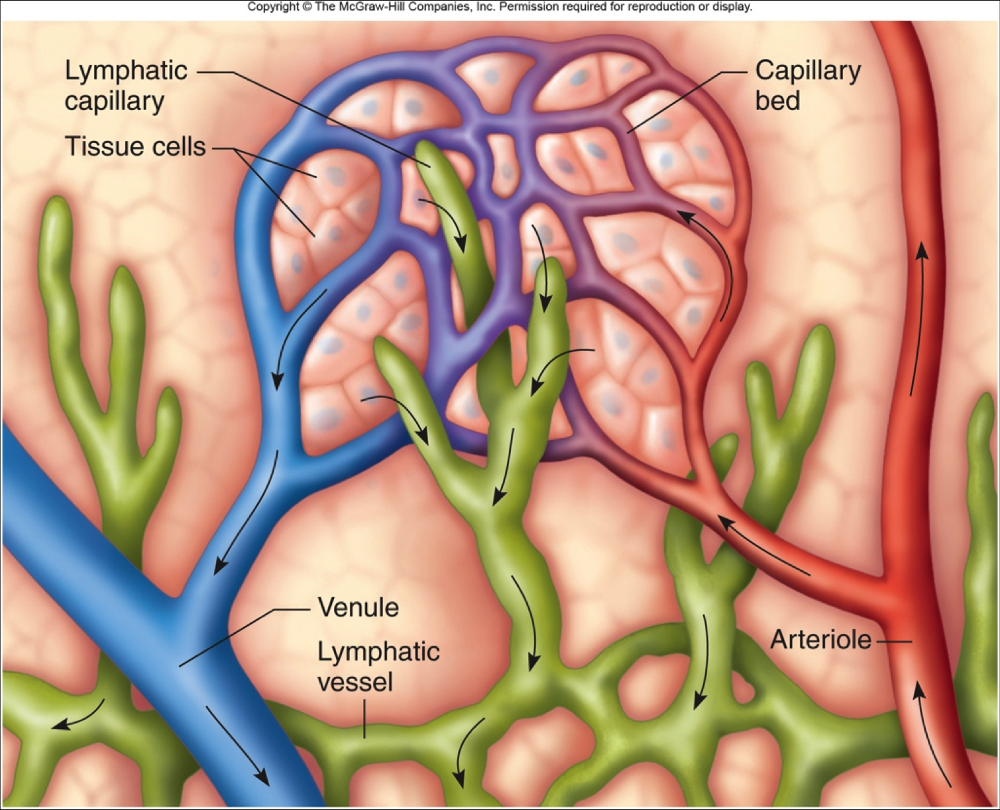 Copyright © The McGraw-Hill Companies, Inc. Permission required for reproduction or display.
Lymphatic
capillary
Tissue cells
Capillary
bed
Venule
Lymphatic
vessel
Arteriole